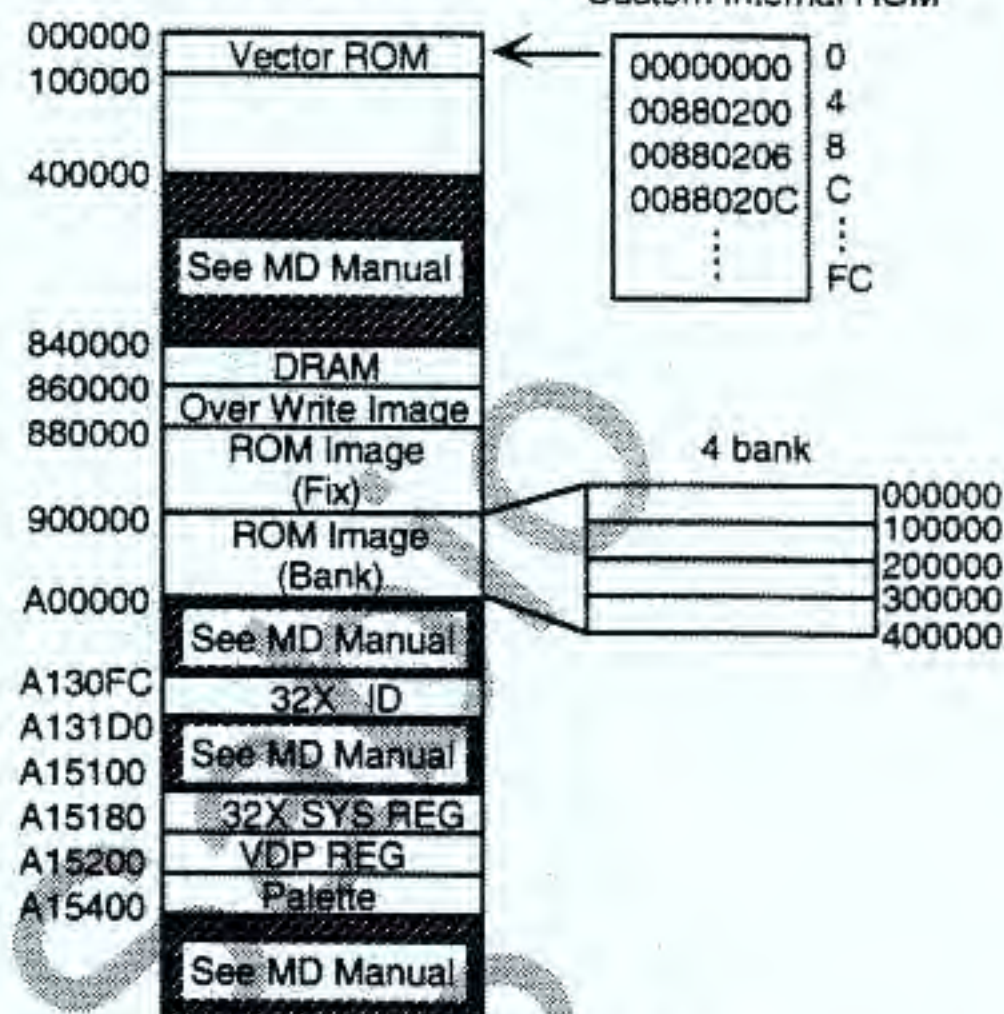 Custom Internal ROM
000000
Vector ROM
100000
400000
See MD Manual
840000
DRAM
860000
Over Write Image
880000
ROM Image
(Fix)
900000
ROM Image
(Bank)
A00000
See MD Manual
A130FC
32X ID
A131D0
See MD Manual
A15100
A15180
32X SYS REG
VDP REG
A15200
Palette
A15400
See MD Manual
00000000 0
00880200 4
00880206 8
0088020C C
FC
4 bank
000000
100000
200000
300000
400000